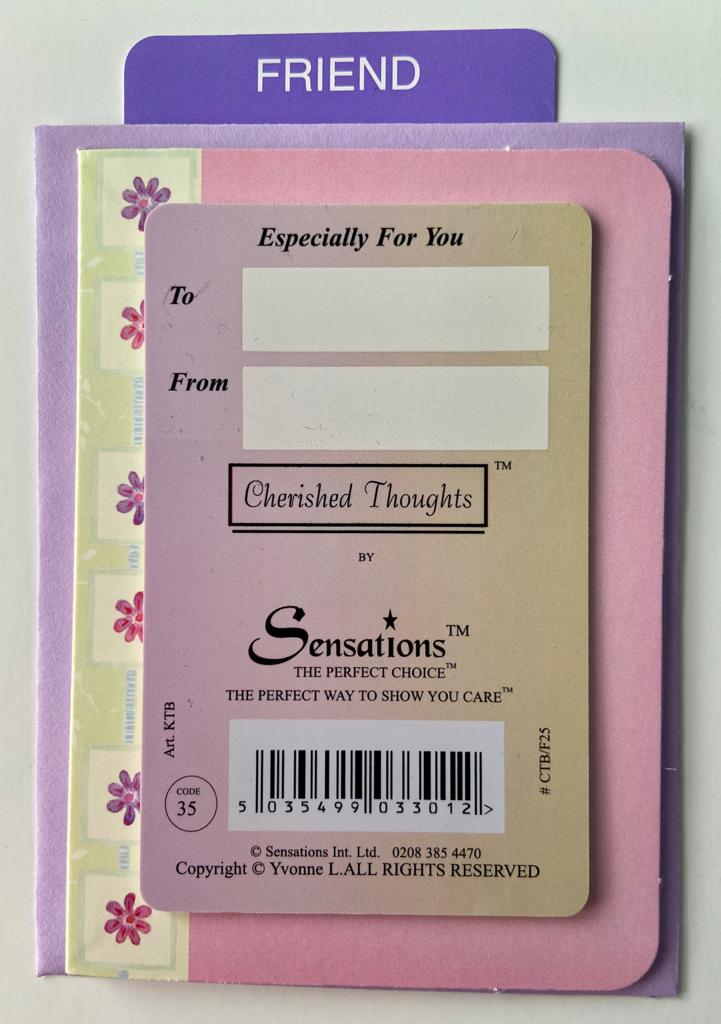 FRIEND
Especially For You
To
From
Cherished Thoughts™
BY
Sensations™
THE PERFECT CHOICE™
THE PERFECT WAY TO SHOW YOU CARE™
Art. KTB
# CTB/F25
CODE
35
5 035499 033012 >
© Sensations Int. Ltd. 0208 385 4470
Copyright © Yvonne L.ALL RIGHTS RESERVED